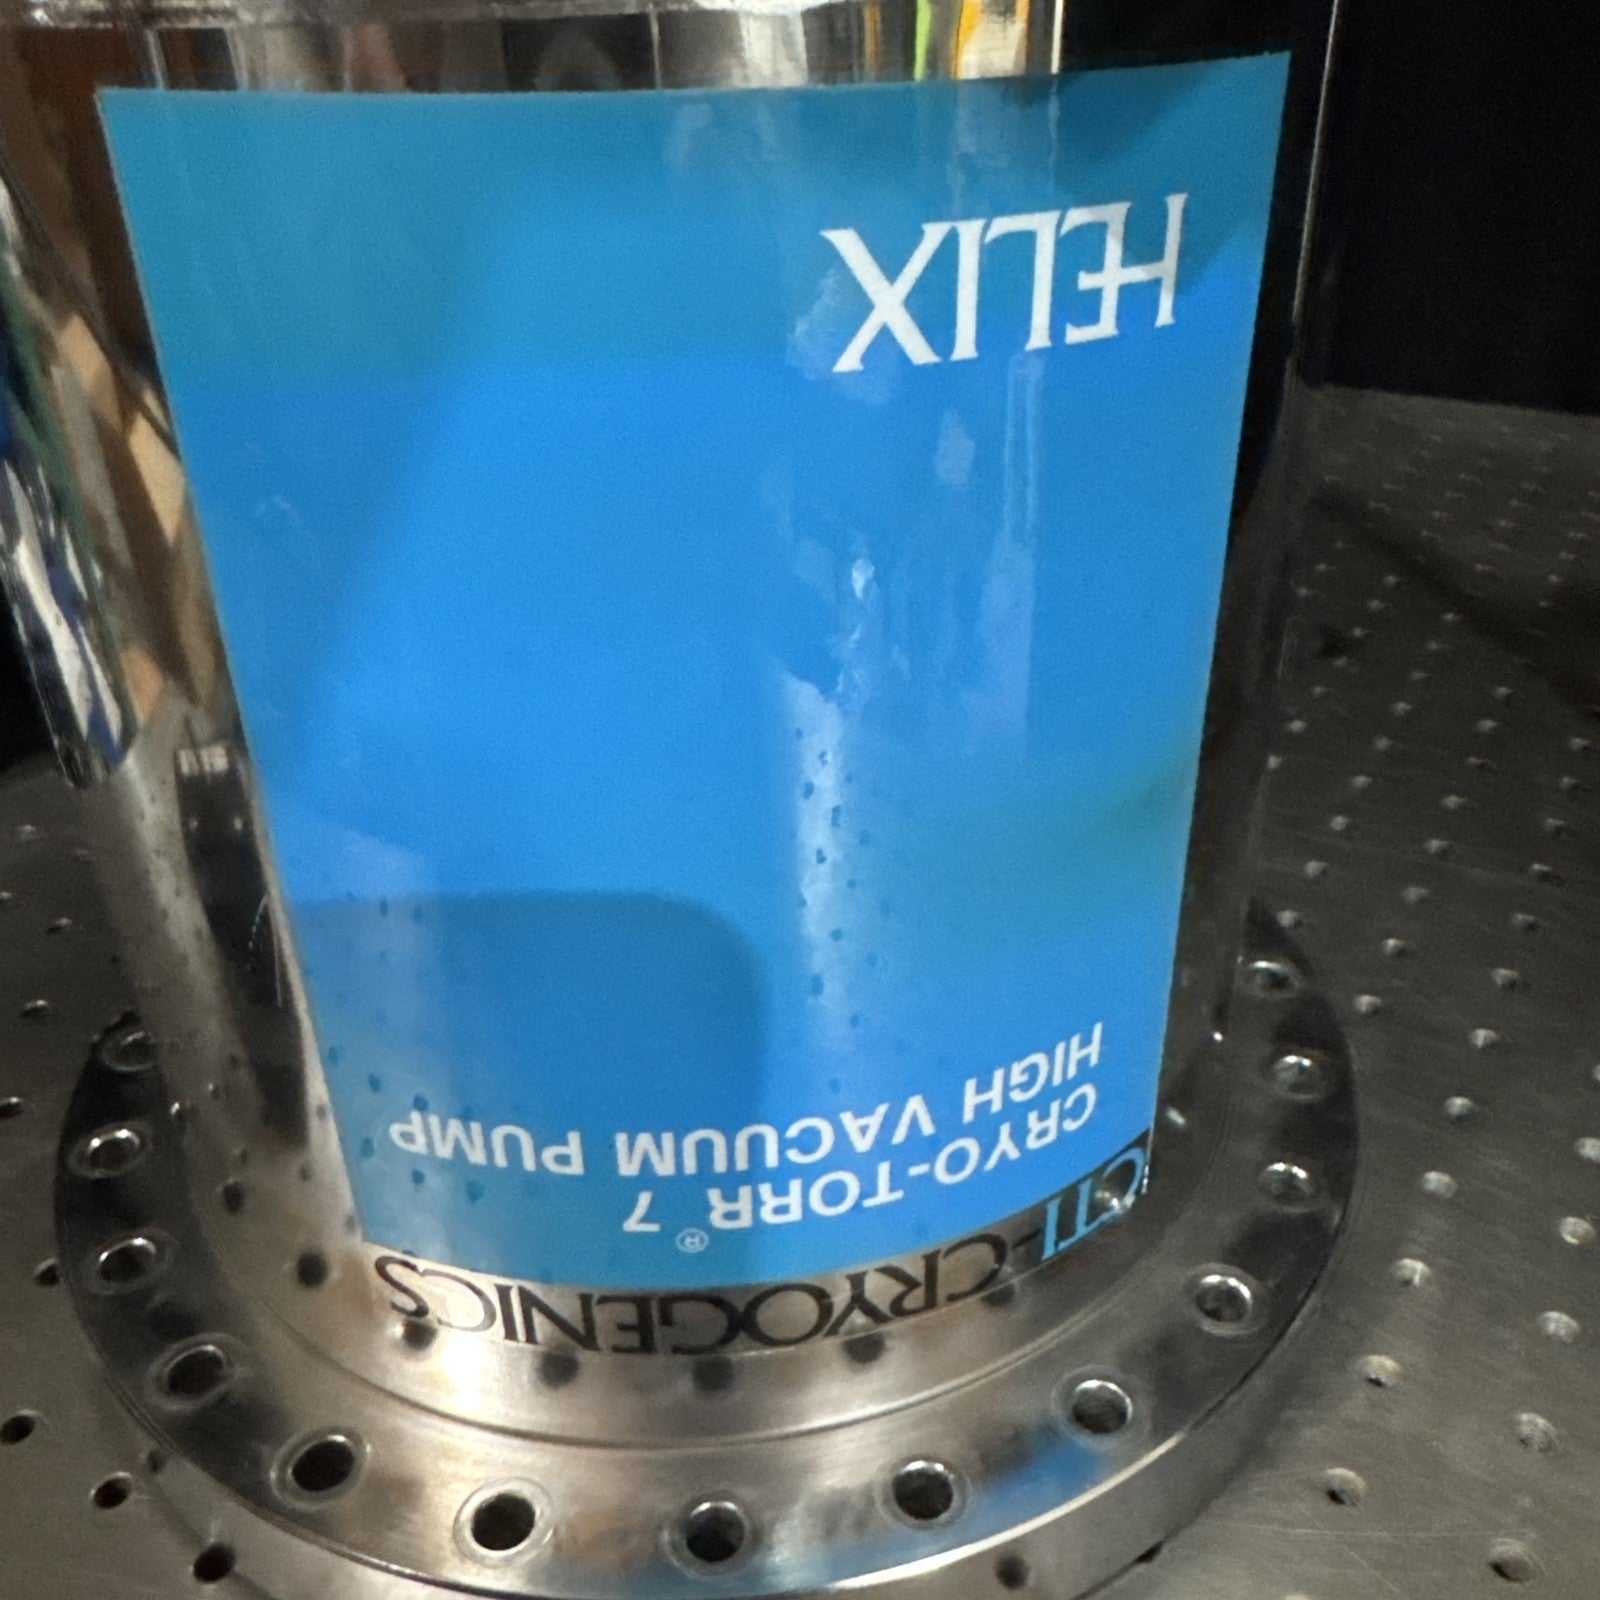 CTI-CRYOGENICS
CRYO-TORR® 7
HIGH VACUUM PUMP
HELIX